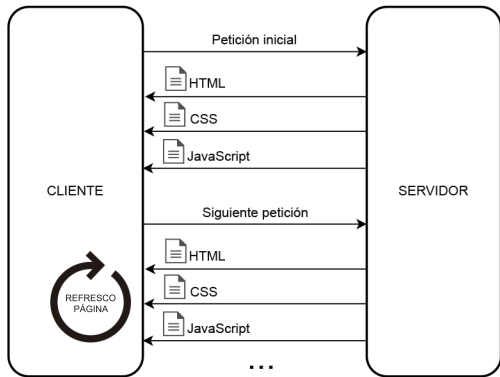 Petición inicial
HTML
CSS
JavaScript
CLIENTE
SERVIDOR
Siguiente petición
HTML
REFRESCO
PÁGINA
CSS
JavaScript
...